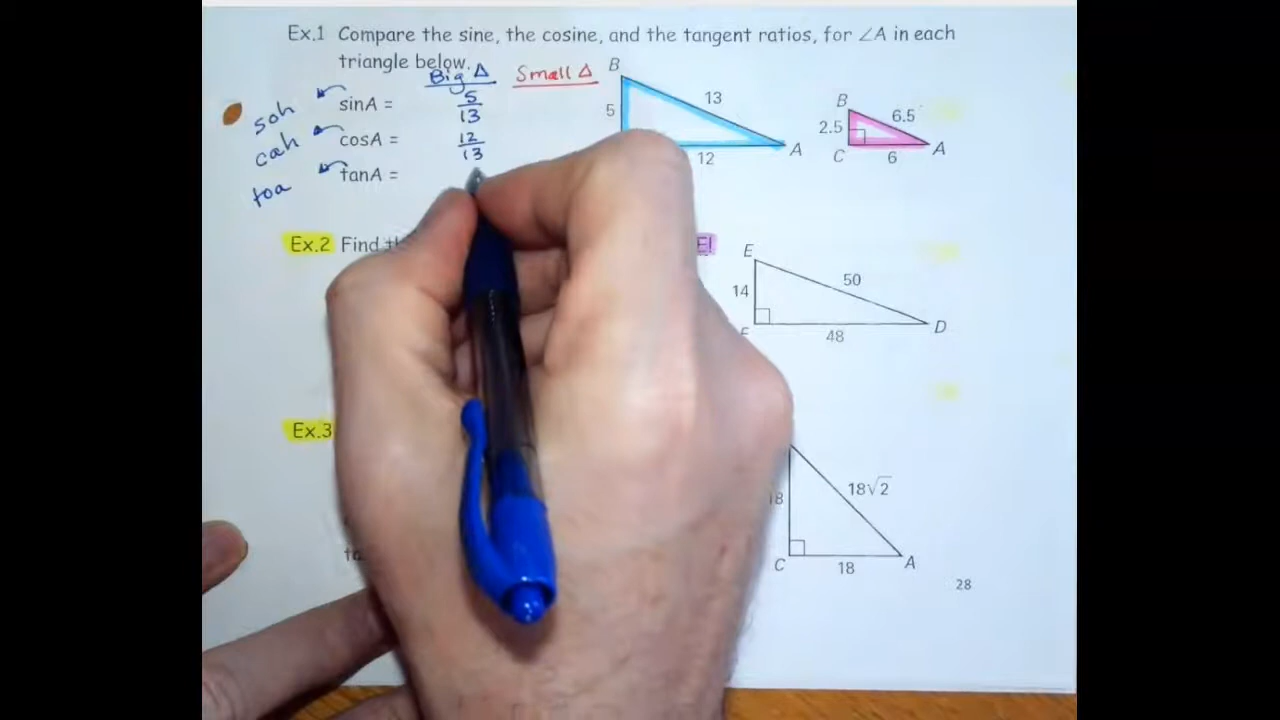 Ex.1 Compare the sine, the cosine, and the tangent ratios, for ∠A in each
triangle below.
Big Δ Small Δ
soh sinA = 5/13
cah cosA = 12/13
toa tanA =
B
5
13
12
A
B
2.5
6.5
C
6
A
Ex.2 Find
E!
E
14
50
48
D
Ex.3
18
18√2
C
18
A
28